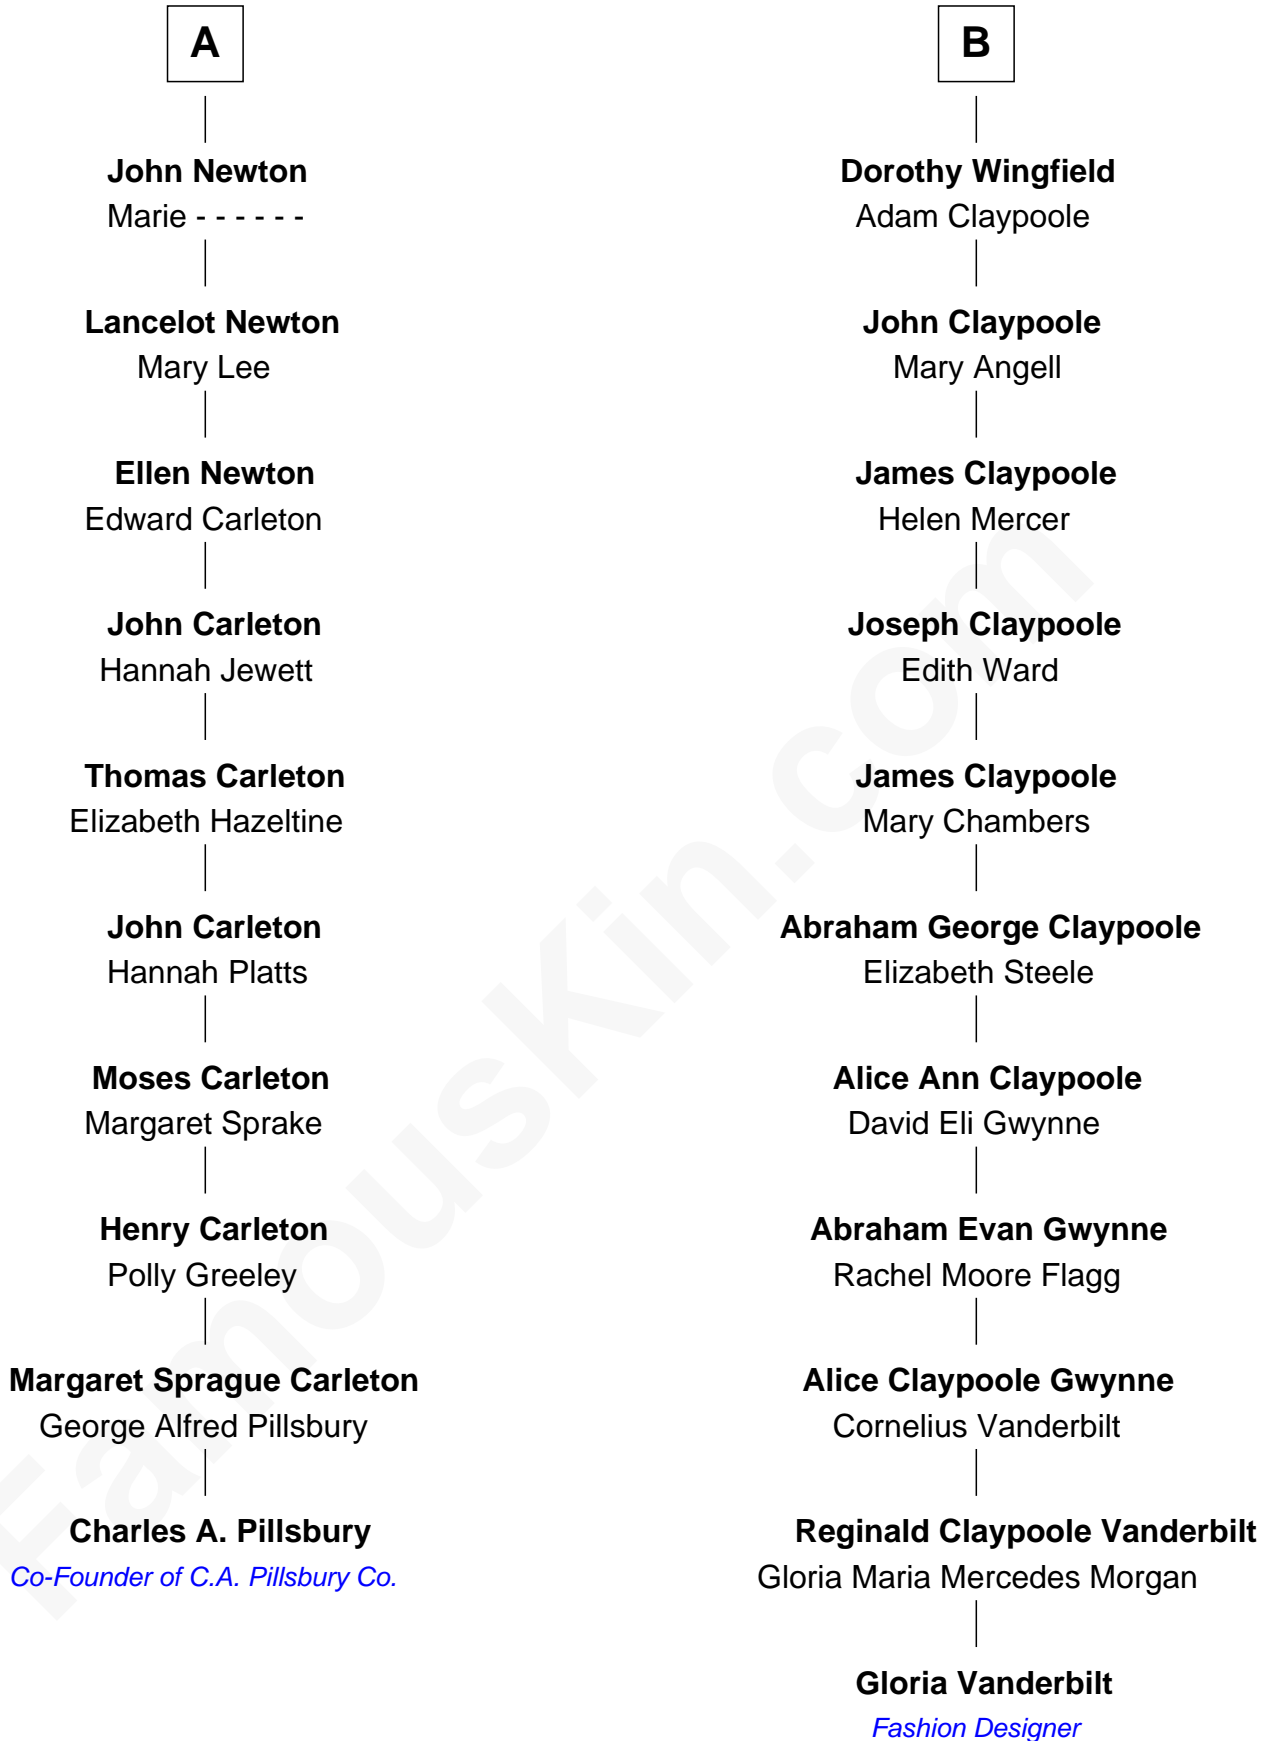 A
John Newton
Marie - - - - - -
Lancelot Newton
Mary Lee
Ellen Newton
Edward Carleton
John Carleton
Hannah Jewett
Thomas Carleton
Elizabeth Hazeltine
John Carleton
Hannah Platts
Moses Carleton
Margaret Sprake
Henry Carleton
Polly Greeley
Margaret Sprague Carleton
George Alfred Pillsbury
Charles A. Pillsbury
Co-Founder of C.A. Pillsbury Co.
B
Dorothy Wingfield
Adam Claypoole
John Claypoole
Mary Angell
James Claypoole
Helen Mercer
Joseph Claypoole
Edith Ward
James Claypoole
Mary Chambers
Abraham George Claypoole
Elizabeth Steele
Alice Ann Claypoole
David Eli Gwynne
Abraham Evan Gwynne
Rachel Moore Flagg
Alice Claypoole Gwynne
Cornelius Vanderbilt
Reginald Claypoole Vanderbilt
Gloria Maria Mercedes Morgan
Gloria Vanderbilt
Fashion Designer
FamousKin.com